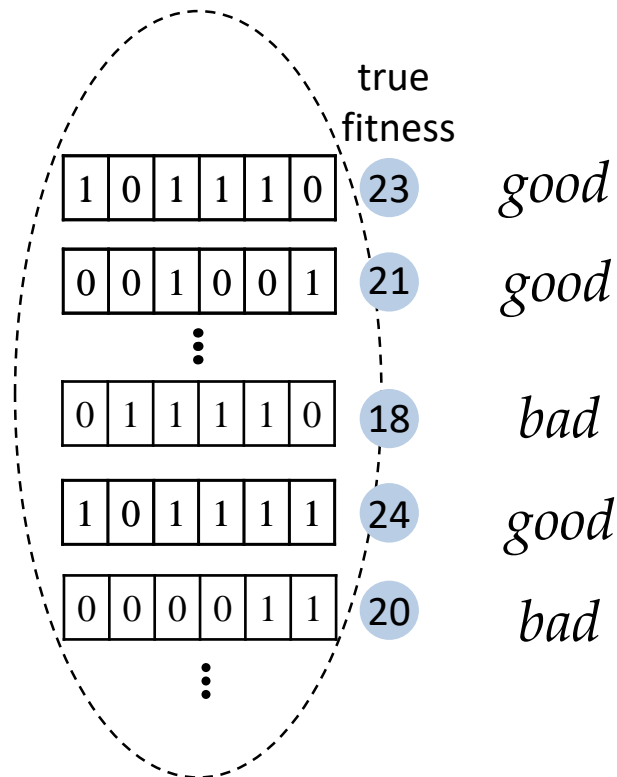 true
fitness
1 0 1 1 1 0 23 good
0 0 1 0 0 1 21 good
0 1 1 1 1 0 18 bad
1 0 1 1 1 1 24 good
0 0 0 0 1 1 20 bad